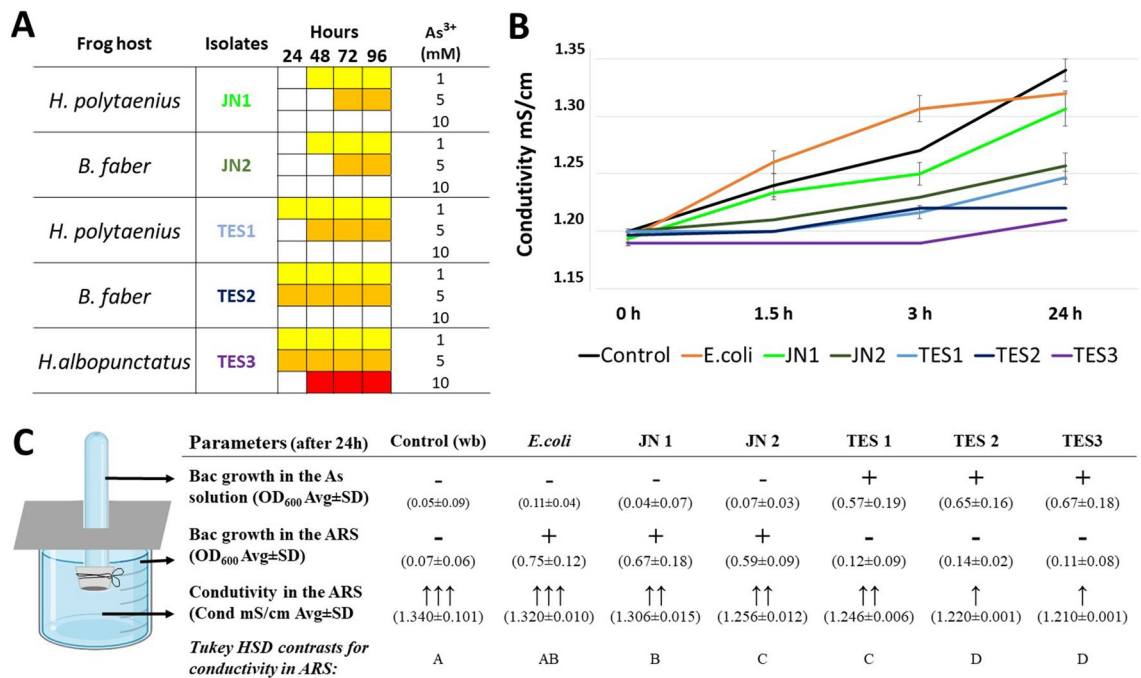 A
Frog host Isolates Hours As3+
24 48 72 96 (mM)
1
H. polytaenius JN1 5
10
1
B. faber JN2 5
10
1
H. polytaenius TES1 5
10
1
B. faber TES2 5
10
1
H.albopunctatus TES3 5
10
B
Condutivity mS/cm
1.35
1.30
1.25
1.20
1.15
0 h 1.5 h 3 h 24 h
Control E.coli JN1 JN2 TES1 TES2 TES3
C
Parameters (after 24h) Control (wb) E.coli JN 1 JN 2 TES 1 TES 2 TES3
Bac growth in the As - - - - + + +
solution (OD600 Avg±SD) (0.05±0.09) (0.11±0.04) (0.04±0.07) (0.07±0.03) (0.57±0.19) (0.65±0.16) (0.67±0.18)
Bac growth in the ARS - + + + - - -
(OD600 Avg±SD) (0.07±0.06) (0.75±0.12) (0.67±0.18) (0.59±0.09) (0.12±0.09) (0.14±0.02) (0.11±0.08)
Condutivity in the ARS ↑↑↑ ↑↑↑ ↑↑ ↑↑ ↑↑ ↑ ↑
(Cond mS/cm Avg±SD (1.340±0.101) (1.320±0.010) (1.306±0.015) (1.256±0.012) (1.246±0.006) (1.220±0.001) (1.210±0.001)
Tukey HSD contrasts for
conductivity in ARS: A AB B C C D D